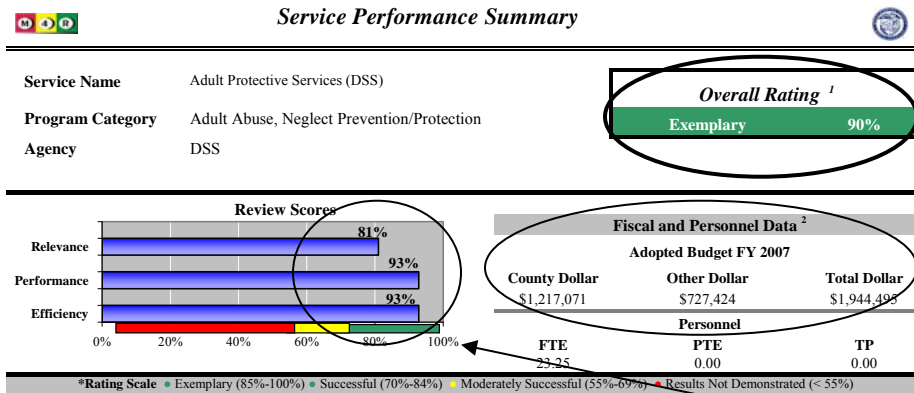 M 4 R
Service Performance Summary
Service Name Adult Protective Services (DSS)
Program Category Adult Abuse, Neglect Prevention/Protection
Agency DSS
Overall Rating 1
Exemplary 90%
Review Scores
Relevance 81%
Performance 93%
Efficiency 93%
0% 20% 40% 60% 80% 100%
Fiscal and Personnel Data 2
Adopted Budget FY 2007
County Dollar Other Dollar Total Dollar
$1,217,071 $727,424 $1,944,495
Personnel
FTE PTE TP
23.25 0.00 0.00
*Rating Scale Exemplary (85%-100%) Successful (70%-84%) Moderately Successful (55%-69%) Results Not Demonstrated (< 55%)